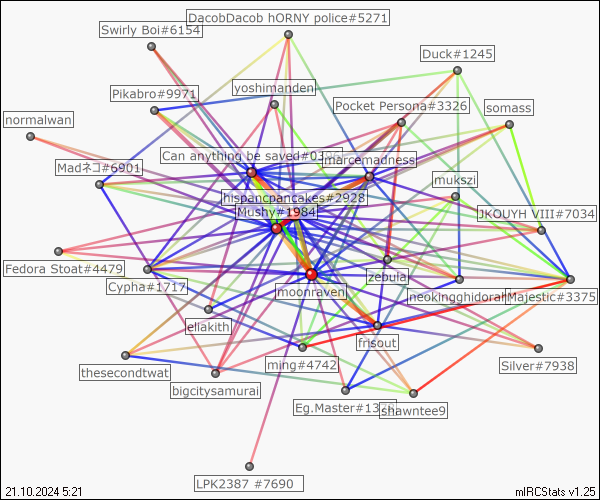 DacobDacob hORNY police#5271
Swirly Boi#6154
Duck#1245
yoshimanden
Pikabro#9971
Pocket Persona#3326
somass
normalwan
Can anything be saved#0
marcemadness
Madネコ#6901
mukszi
hispancpancakes#2928
Mushy#1984
JKOUYH VIII#7034
Fedora Stoat#4479
zebula
Cypha#1717
moonraven
neokingghidorah
Majestic#3375
ellakith
frisout
thesecondtwat
ming#4742
Silver#7938
bigcitysamurai
Eg.Master#13
shawntee9
LPK2387 #7690
21.10.2024 5:21
mIRCStats v1.25